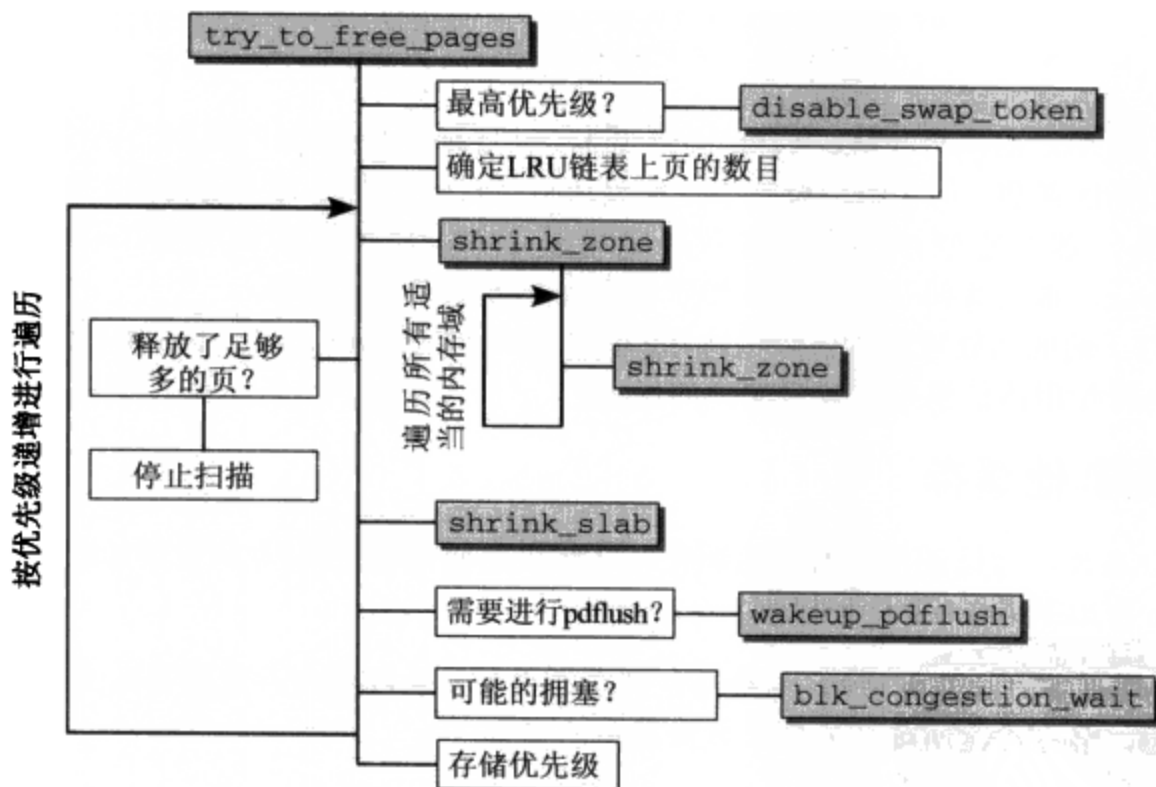 try_to_free_pages
最高优先级?
disable_swap_token
确定LRU链表上页的数目
shrink_zone
按优先级递增进行遍历
遍历所有适
当的内存域
释放了足够
多的页?
shrink_zone
停止扫描
shrink_slab
需要进行pdflush?
wakeup_pdflush
可能的拥塞?
blk_congestion_wait
存储优先级